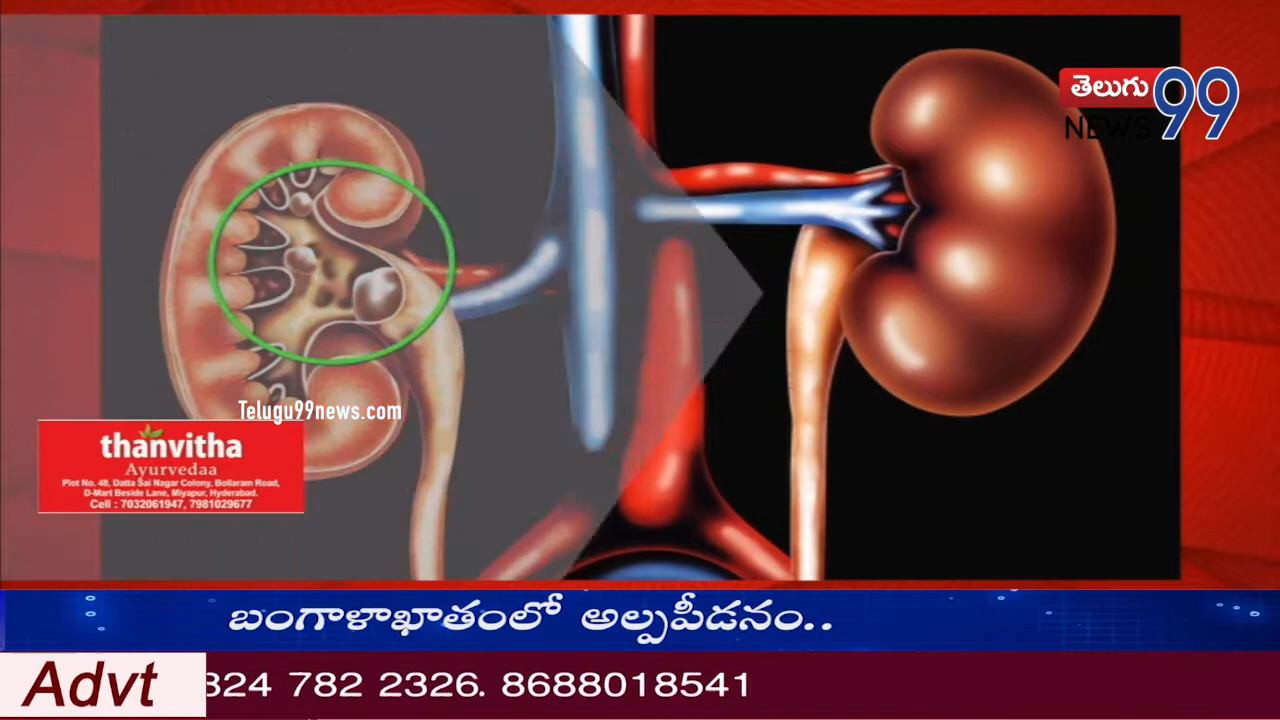 తెలుగు 99
NEWS
Telugu99news.com
thanvitha
Ayurvedaa
Plot No. 48, Datta Sai Nagar Colony, Bollaram Road,
D-Mart Beside Lane, Miyapur, Hyderabad.
Cell : 7032061947, 7981029677
బంగాళాఖాతంలో అల్పపీడనం..
Advt 824 782 2326. 8688018541